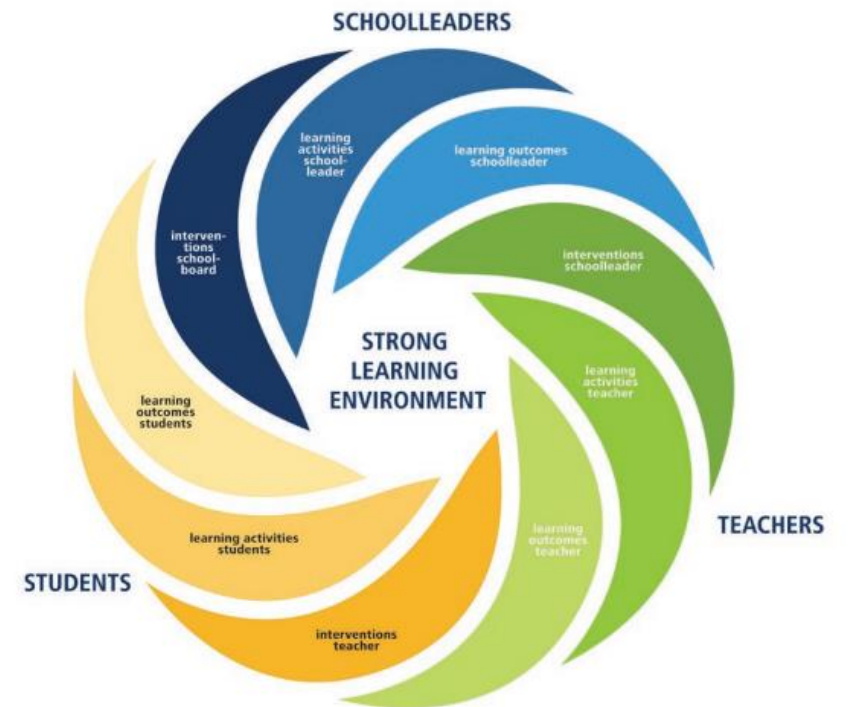 SCHOOLLEADERS
learning
activities
school-
leader
learning outcomes
schoolleader
interven-
tions
school-
board
interventions
schoolleader
STRONG
LEARNING
ENVIRONMENT
learning
activities
teacher
learning
outcomes
students
TEACHERS
learning
outcomes
teacher
learning activities
students
STUDENTS
interventions
teacher